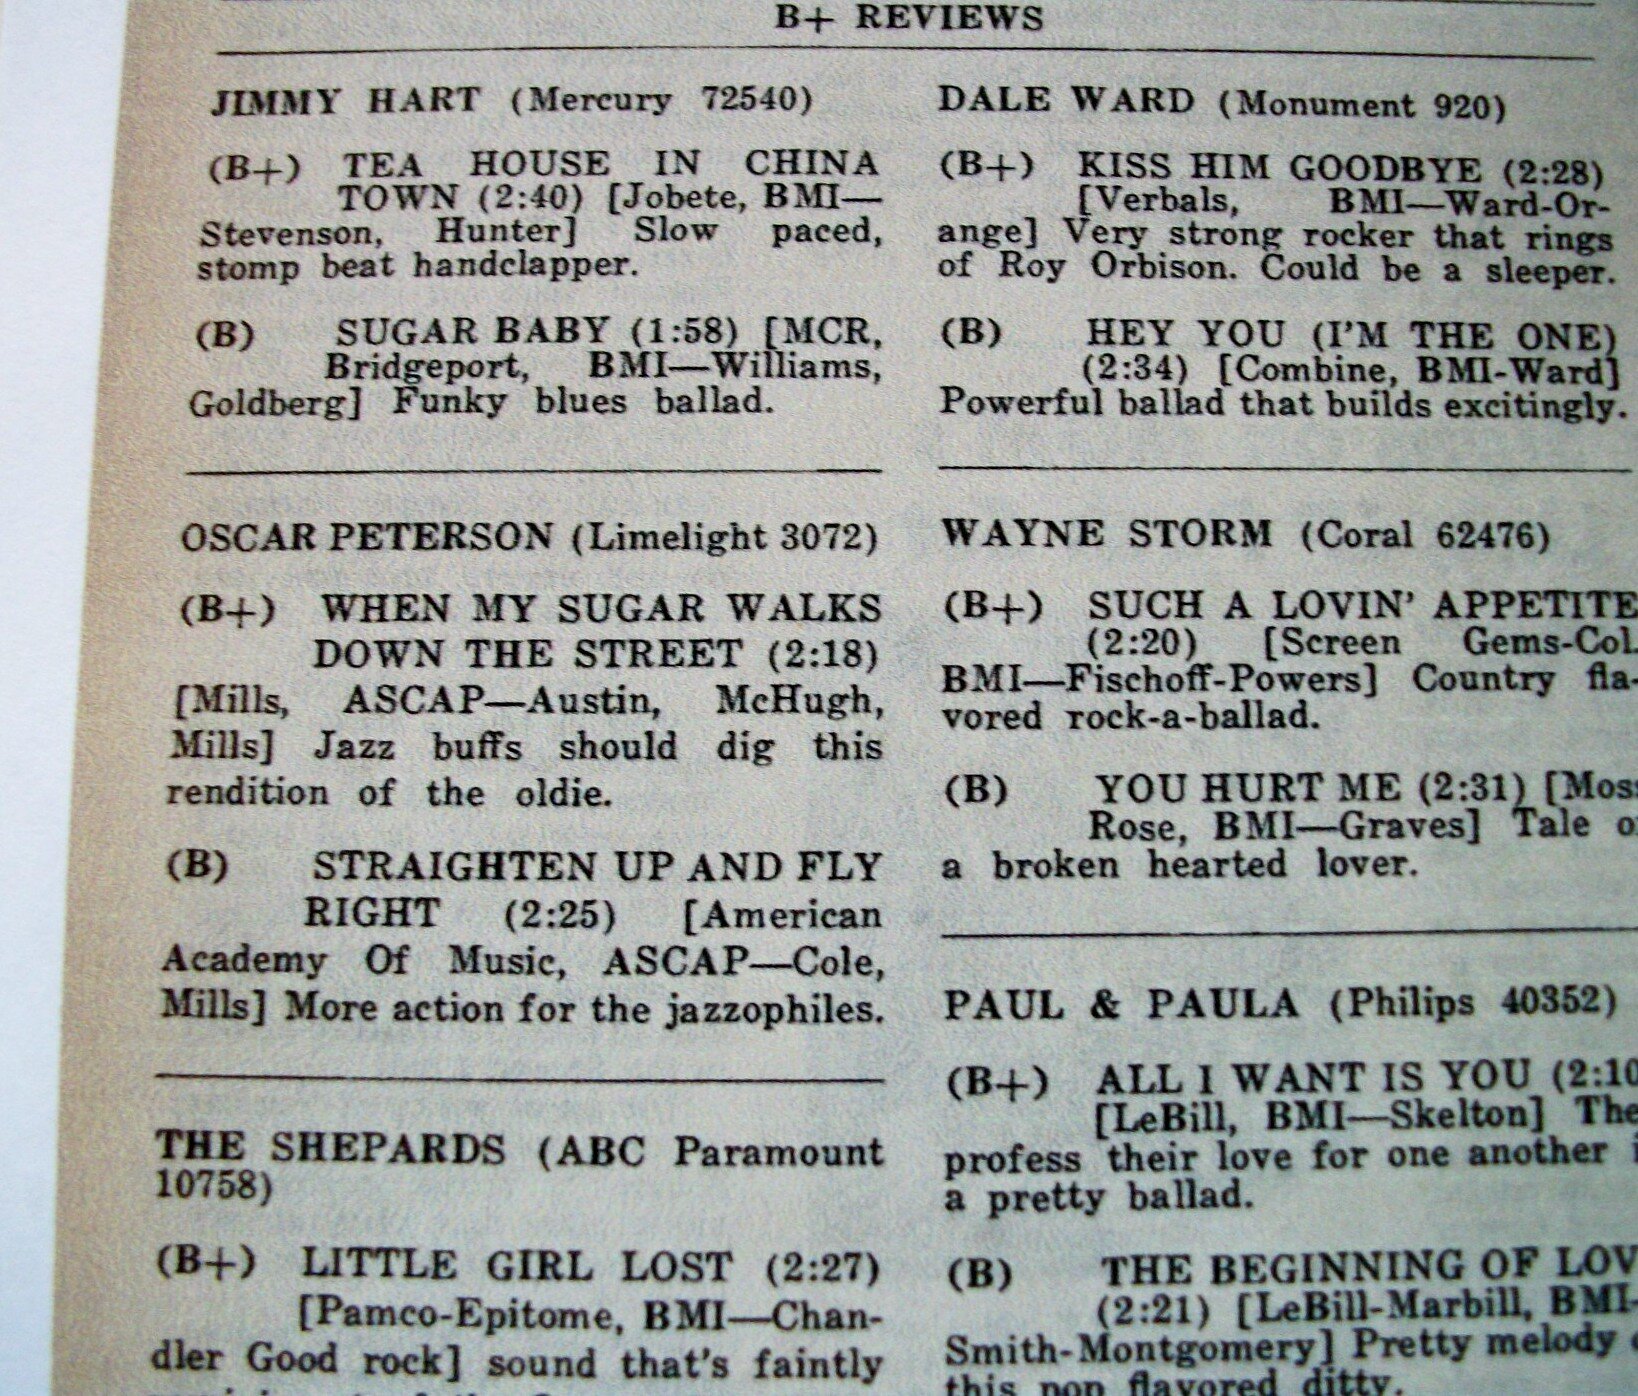 B+ REVIEWS
JIMMY HART (Mercury 72540)
(B+) TEA HOUSE IN CHINA
TOWN (2:40) [Jobete, BMI—
Stevenson, Hunter] Slow paced,
stomp beat handclapper.
(B) SUGAR BABY (1:58) [MCR,
Bridgeport, BMI—Williams,
Goldberg] Funky blues ballad.
OSCAR PETERSON (Limelight 3072)
(B+) WHEN MY SUGAR WALKS
DOWN THE STREET (2:18)
[Mills, ASCAP—Austin, McHugh,
Mills] Jazz buffs should dig this
rendition of the oldie.
(B) STRAIGHTEN UP AND FLY
RIGHT (2:25) [American
Academy Of Music, ASCAP—Cole,
Mills] More action for the jazzophiles.
THE SHEPARDS (ABC Paramount
10758)
(B+) LITTLE GIRL LOST (2:27)
[Pamco-Epitome, BMI—Chan-
dler Good rock] sound that's faintly
DALE WARD (Monument 920)
(B+) KISS HIM GOODBYE (2:28)
[Verbals, BMI—Ward-Or-
ange] Very strong rocker that rings
of Roy Orbison. Could be a sleeper.
(B) HEY YOU (I'M THE ONE)
(2:34) [Combine, BMI-Ward]
Powerful ballad that builds excitingly.
WAYNE STORM (Coral 62476)
(B+) SUCH A LOVIN' APPETITE
(2:20) [Screen Gems-Col.
BMI—Fischoff-Powers] Country fla-
vored rock-a-ballad.
(B) YOU HURT ME (2:31) [Moss
Rose, BMI—Graves] Tale o
a broken hearted lover.
PAUL & PAULA (Philips 40352)
(B+) ALL I WANT IS YOU (2:10
[LeBill, BMI—Skelton] The
profess their love for one another i
a pretty ballad.
(B) THE BEGINNING OF LOV
(2:21) [LeBill-Marbill, BMI-
Smith-Montgomery] Pretty melody
this pop flavored ditty.